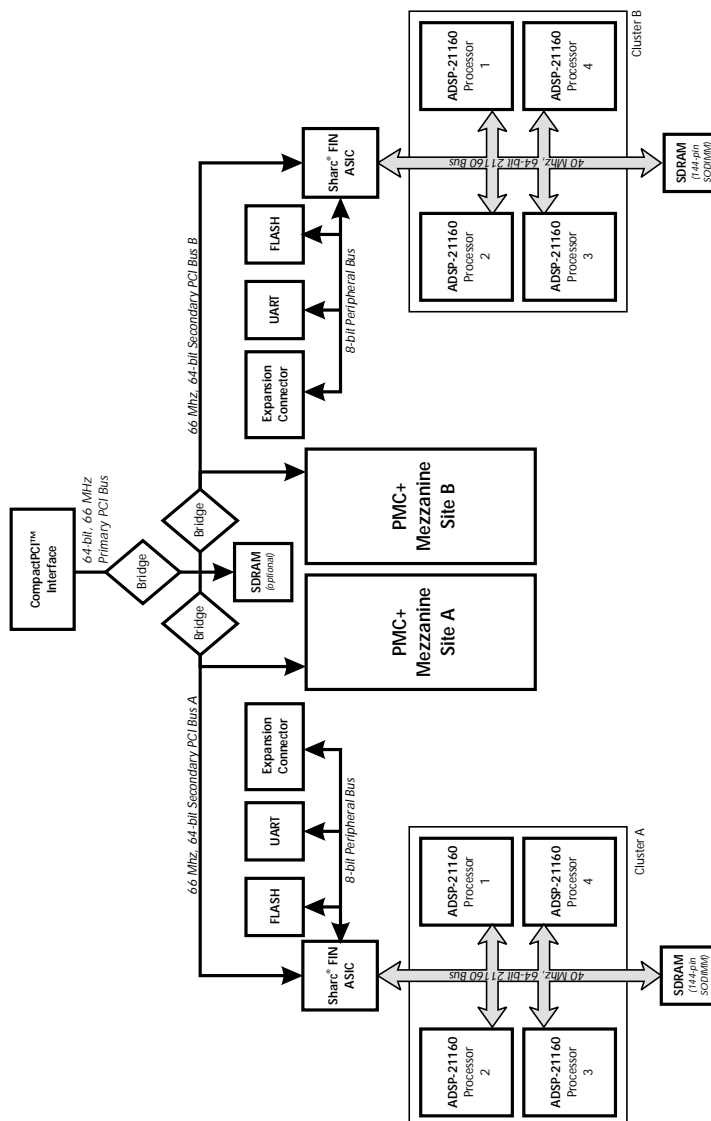 CompactPCI™
Interface
64-bit, 66 MHz
Primary PCI Bus
Bridge
Bridge
Bridge
SDRAM
(optional)
66 Mhz, 64-bit Secondary PCI Bus A
66 Mhz, 64-bit Secondary PCI Bus B
Sharc® FIN
ASIC
FLASH
UART
Expansion
Connector
8-bit Peripheral Bus
PMC+
Mezzanine
Site A
PMC+
Mezzanine
Site B
Expansion
Connector
UART
FLASH
Sharc® FIN
ASIC
8-bit Peripheral Bus
ADSP-21160
Processor
2
ADSP-21160
Processor
1
ADSP-21160
Processor
3
ADSP-21160
Processor
4
40 Mhz, 64-bit 21160 Bus
Cluster A
SDRAM
(144-pin
SODIMM)
ADSP-21160
Processor
2
ADSP-21160
Processor
1
ADSP-21160
Processor
3
ADSP-21160
Processor
4
40 Mhz, 64-bit 21160 Bus
Cluster B
SDRAM
(144-pin
SODIMM)